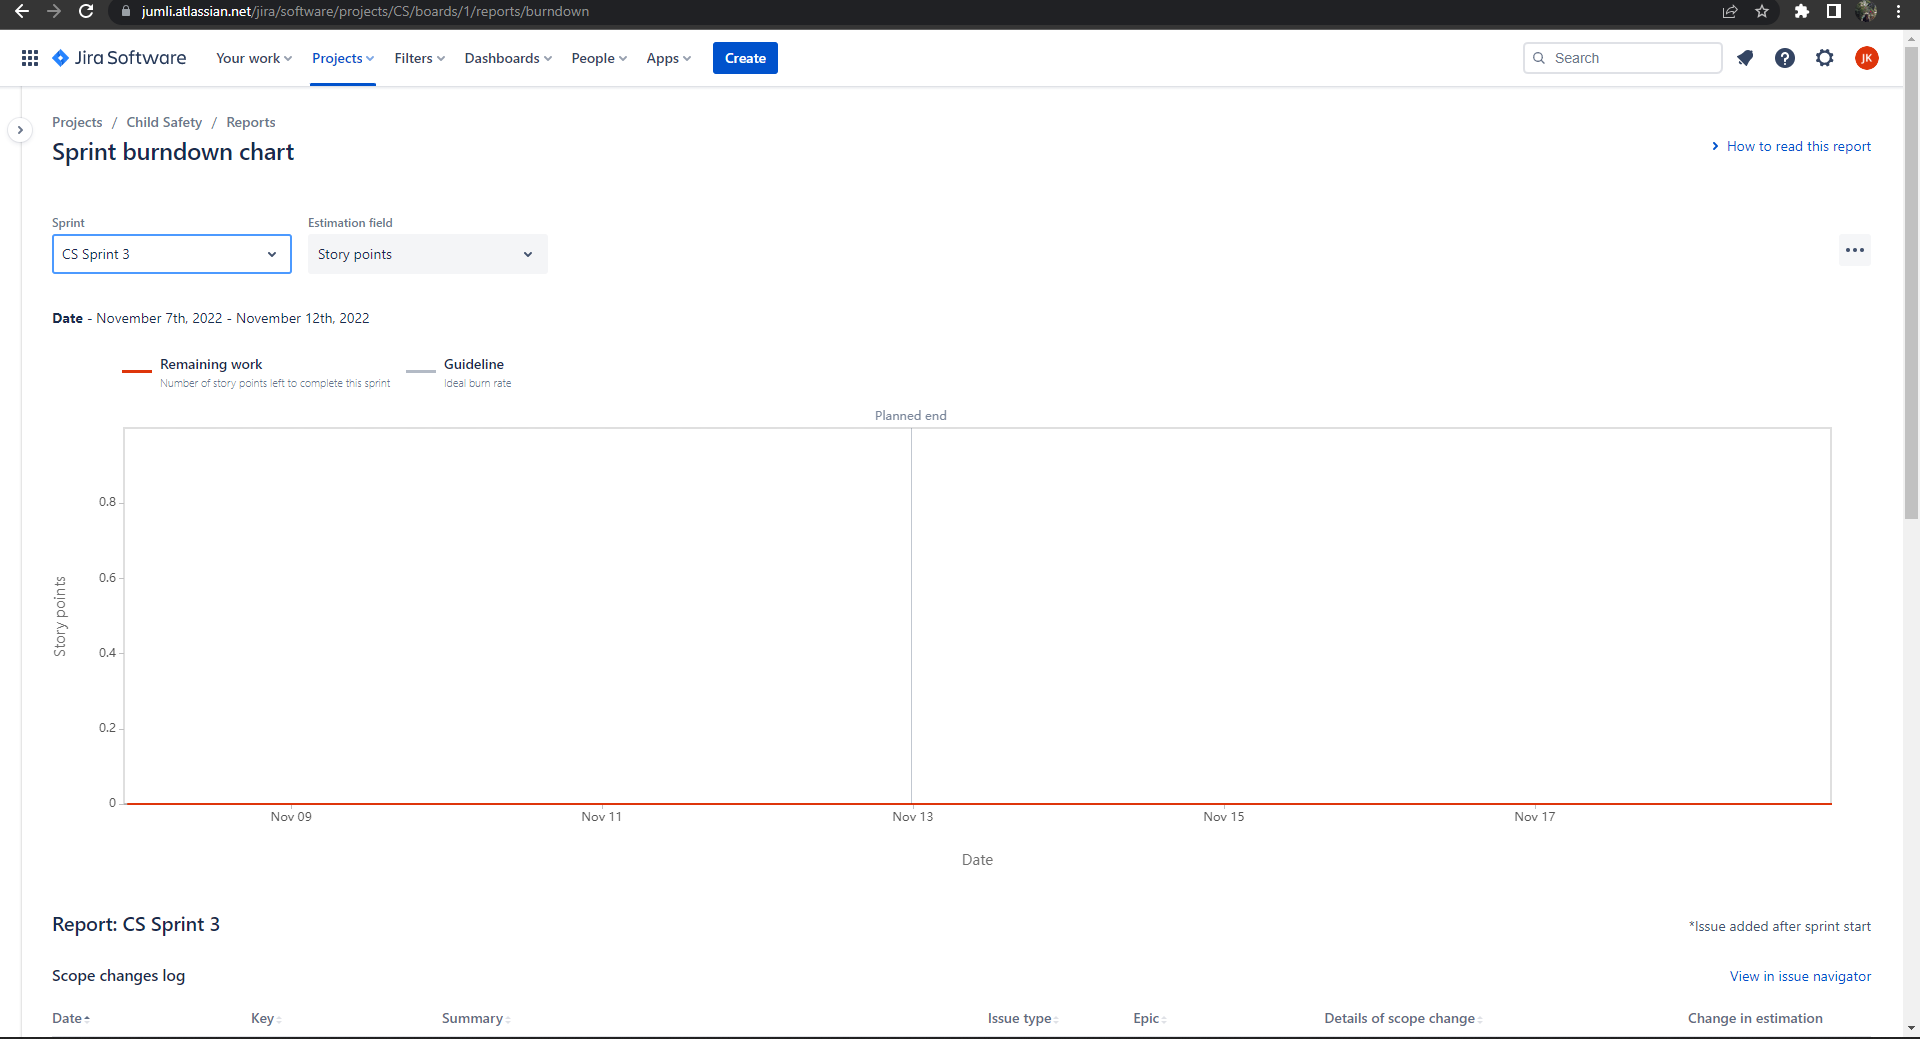 jumli.atlassian.net/jira/software/projects/CS/boards/1/reports/burndown
Jira Software Your work Projects Filters Dashboards People Apps Create Search JK
Projects / Child Safety / Reports
Sprint burndown chart
How to read this report
Sprint Estimation field
CS Sprint 3 Story points
Date - November 7th, 2022 - November 12th, 2022
Remaining work Guideline
Number of story points left to complete this sprint Ideal burn rate
Planned end
0.8
0.6
Story points
0.4
0.2
0
Nov 09 Nov 11 Nov 13 Nov 15 Nov 17
Date
Report: CS Sprint 3
*Issue added after sprint start
Scope changes log
View in issue navigator
Date Key Summary Issue type Epic Details of scope change Change in estimation